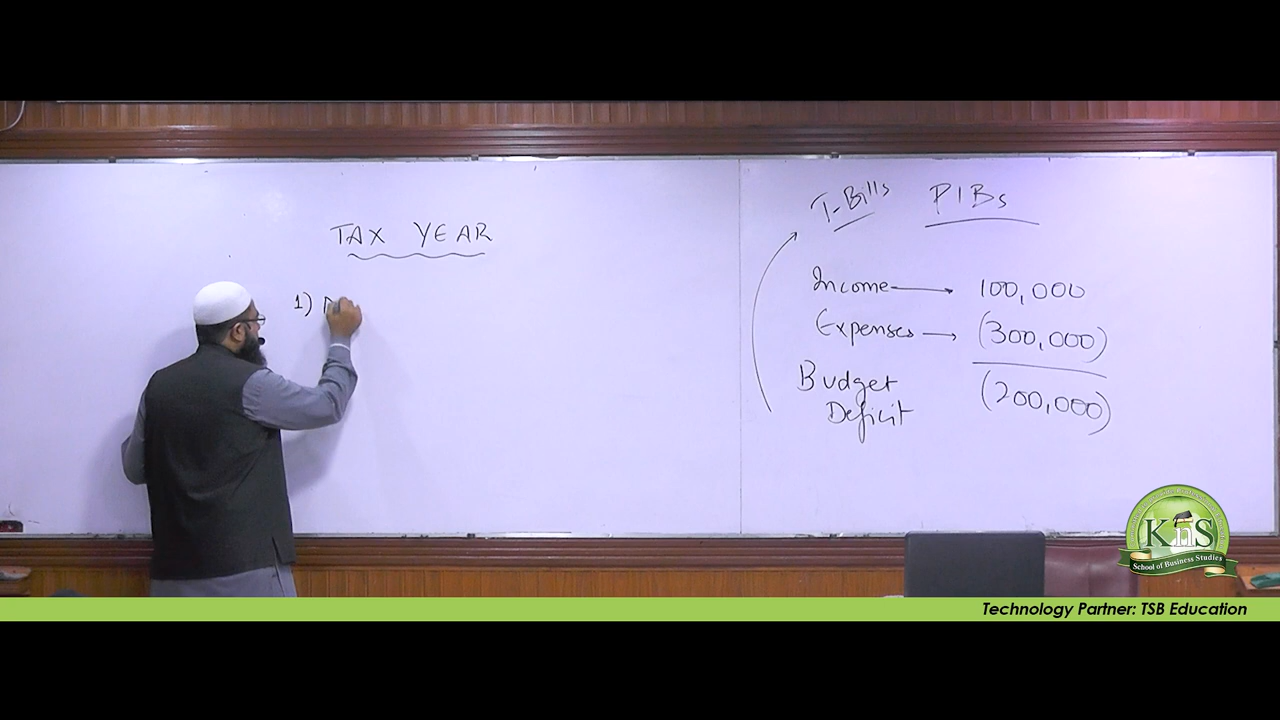 TAX YEAR
1)
T-Bills PIBs
Income → 100,000
Expenses → (300,000)
Budget
Deficit (200,000)
KnS
School of Business Studies
Technology Partner: TSB Education